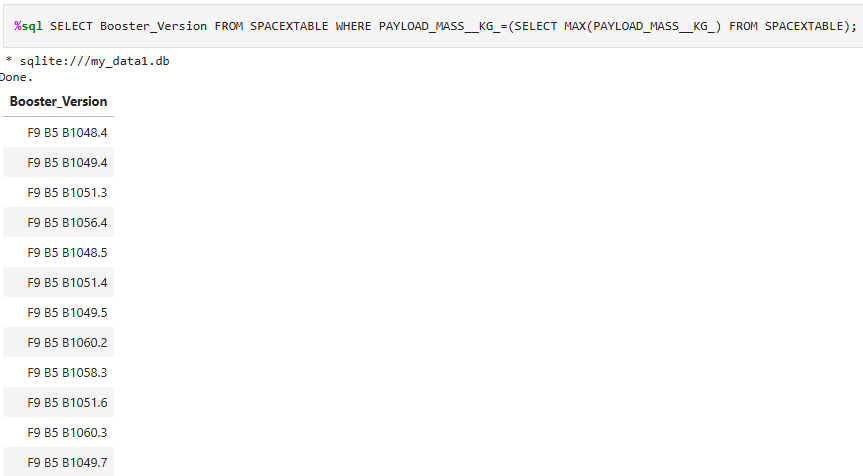 %sql SELECT Booster_Version FROM SPACEXTABLE WHERE PAYLOAD_MASS__KG_=(SELECT MAX(PAYLOAD_MASS__KG_) FROM SPACEXTABLE);
* sqlite:///my_data1.db
Done.
Booster_Version
F9 B5 B1048.4
F9 B5 B1049.4
F9 B5 B1051.3
F9 B5 B1056.4
F9 B5 B1048.5
F9 B5 B1051.4
F9 B5 B1049.5
F9 B5 B1060.2
F9 B5 B1058.3
F9 B5 B1051.6
F9 B5 B1060.3
F9 B5 B1049.7